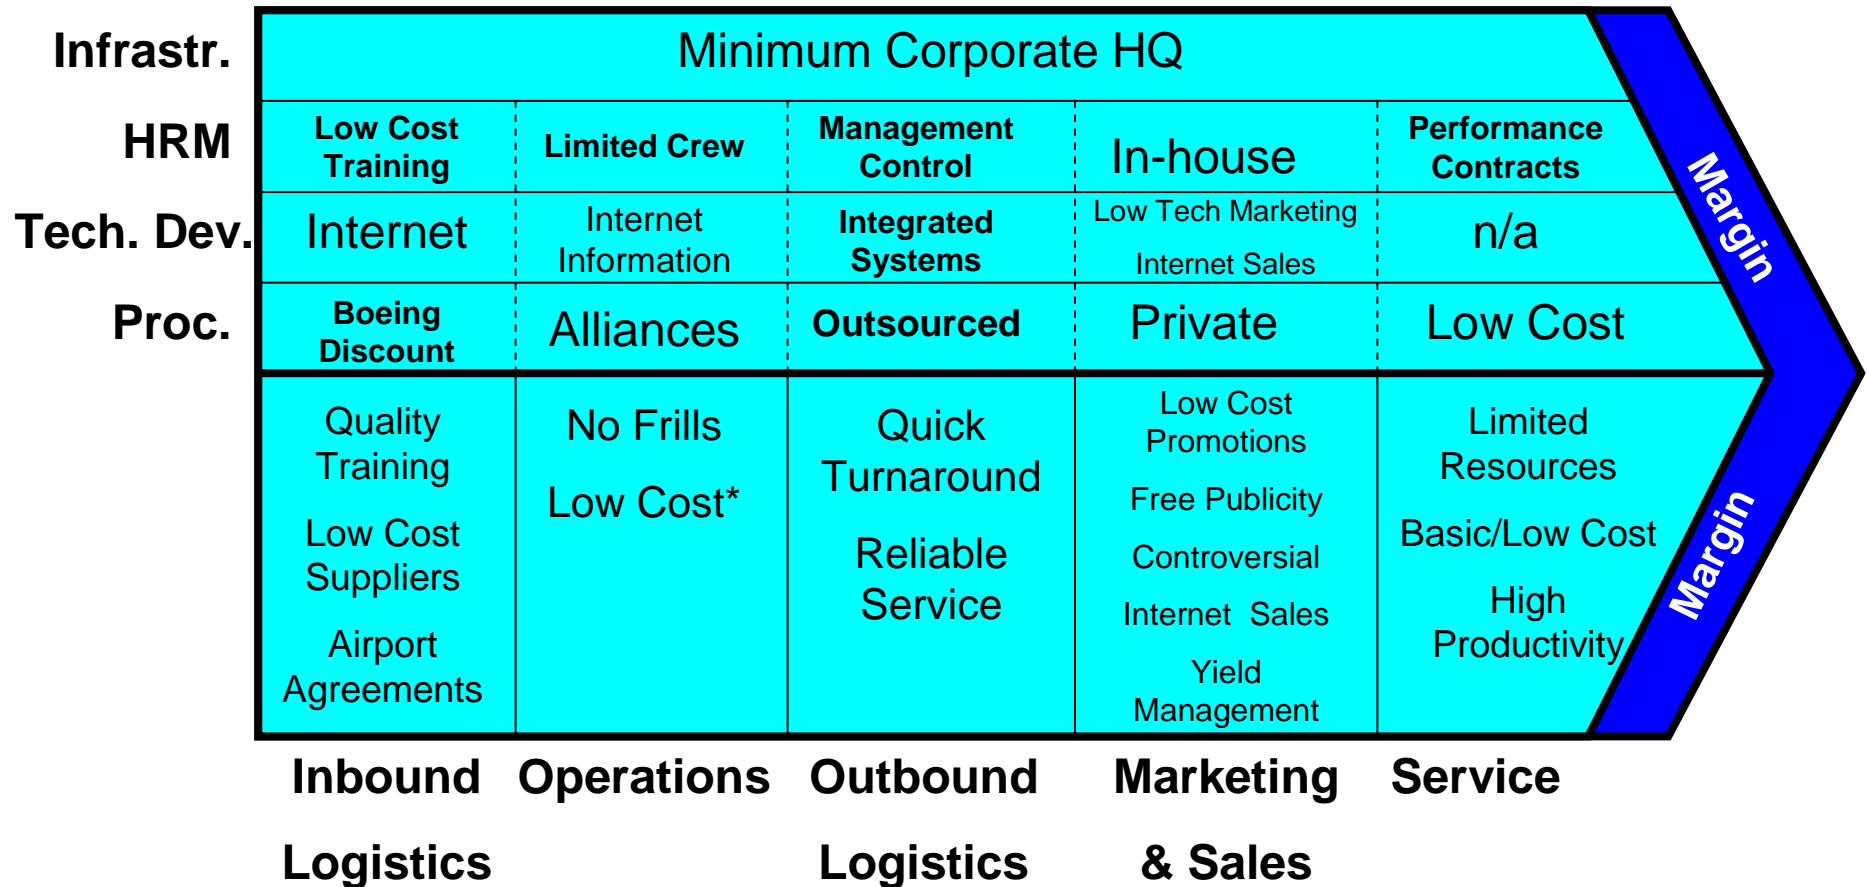 Infrastr.
Minimum Corporate HQ
HRM
Low Cost
Training
Limited Crew
Management
Control
In-house
Performance
Contracts
Tech. Dev.
Internet
Internet
Information
Integrated
Systems
Low Tech Marketing
Internet Sales
n/a
Proc.
Boeing
Discount
Alliances
Outsourced
Private
Low Cost
Margin
Quality
Training
Low Cost
Suppliers
Airport
Agreements
No Frills
Low Cost*
Quick
Turnaround
Reliable
Service
Low Cost
Promotions
Free Publicity
Controversial
Internet Sales
Yield
Management
Limited
Resources
Basic/Low Cost
High
Productivity
Margin
Inbound
Logistics
Operations
Outbound
Logistics
Marketing
& Sales
Service